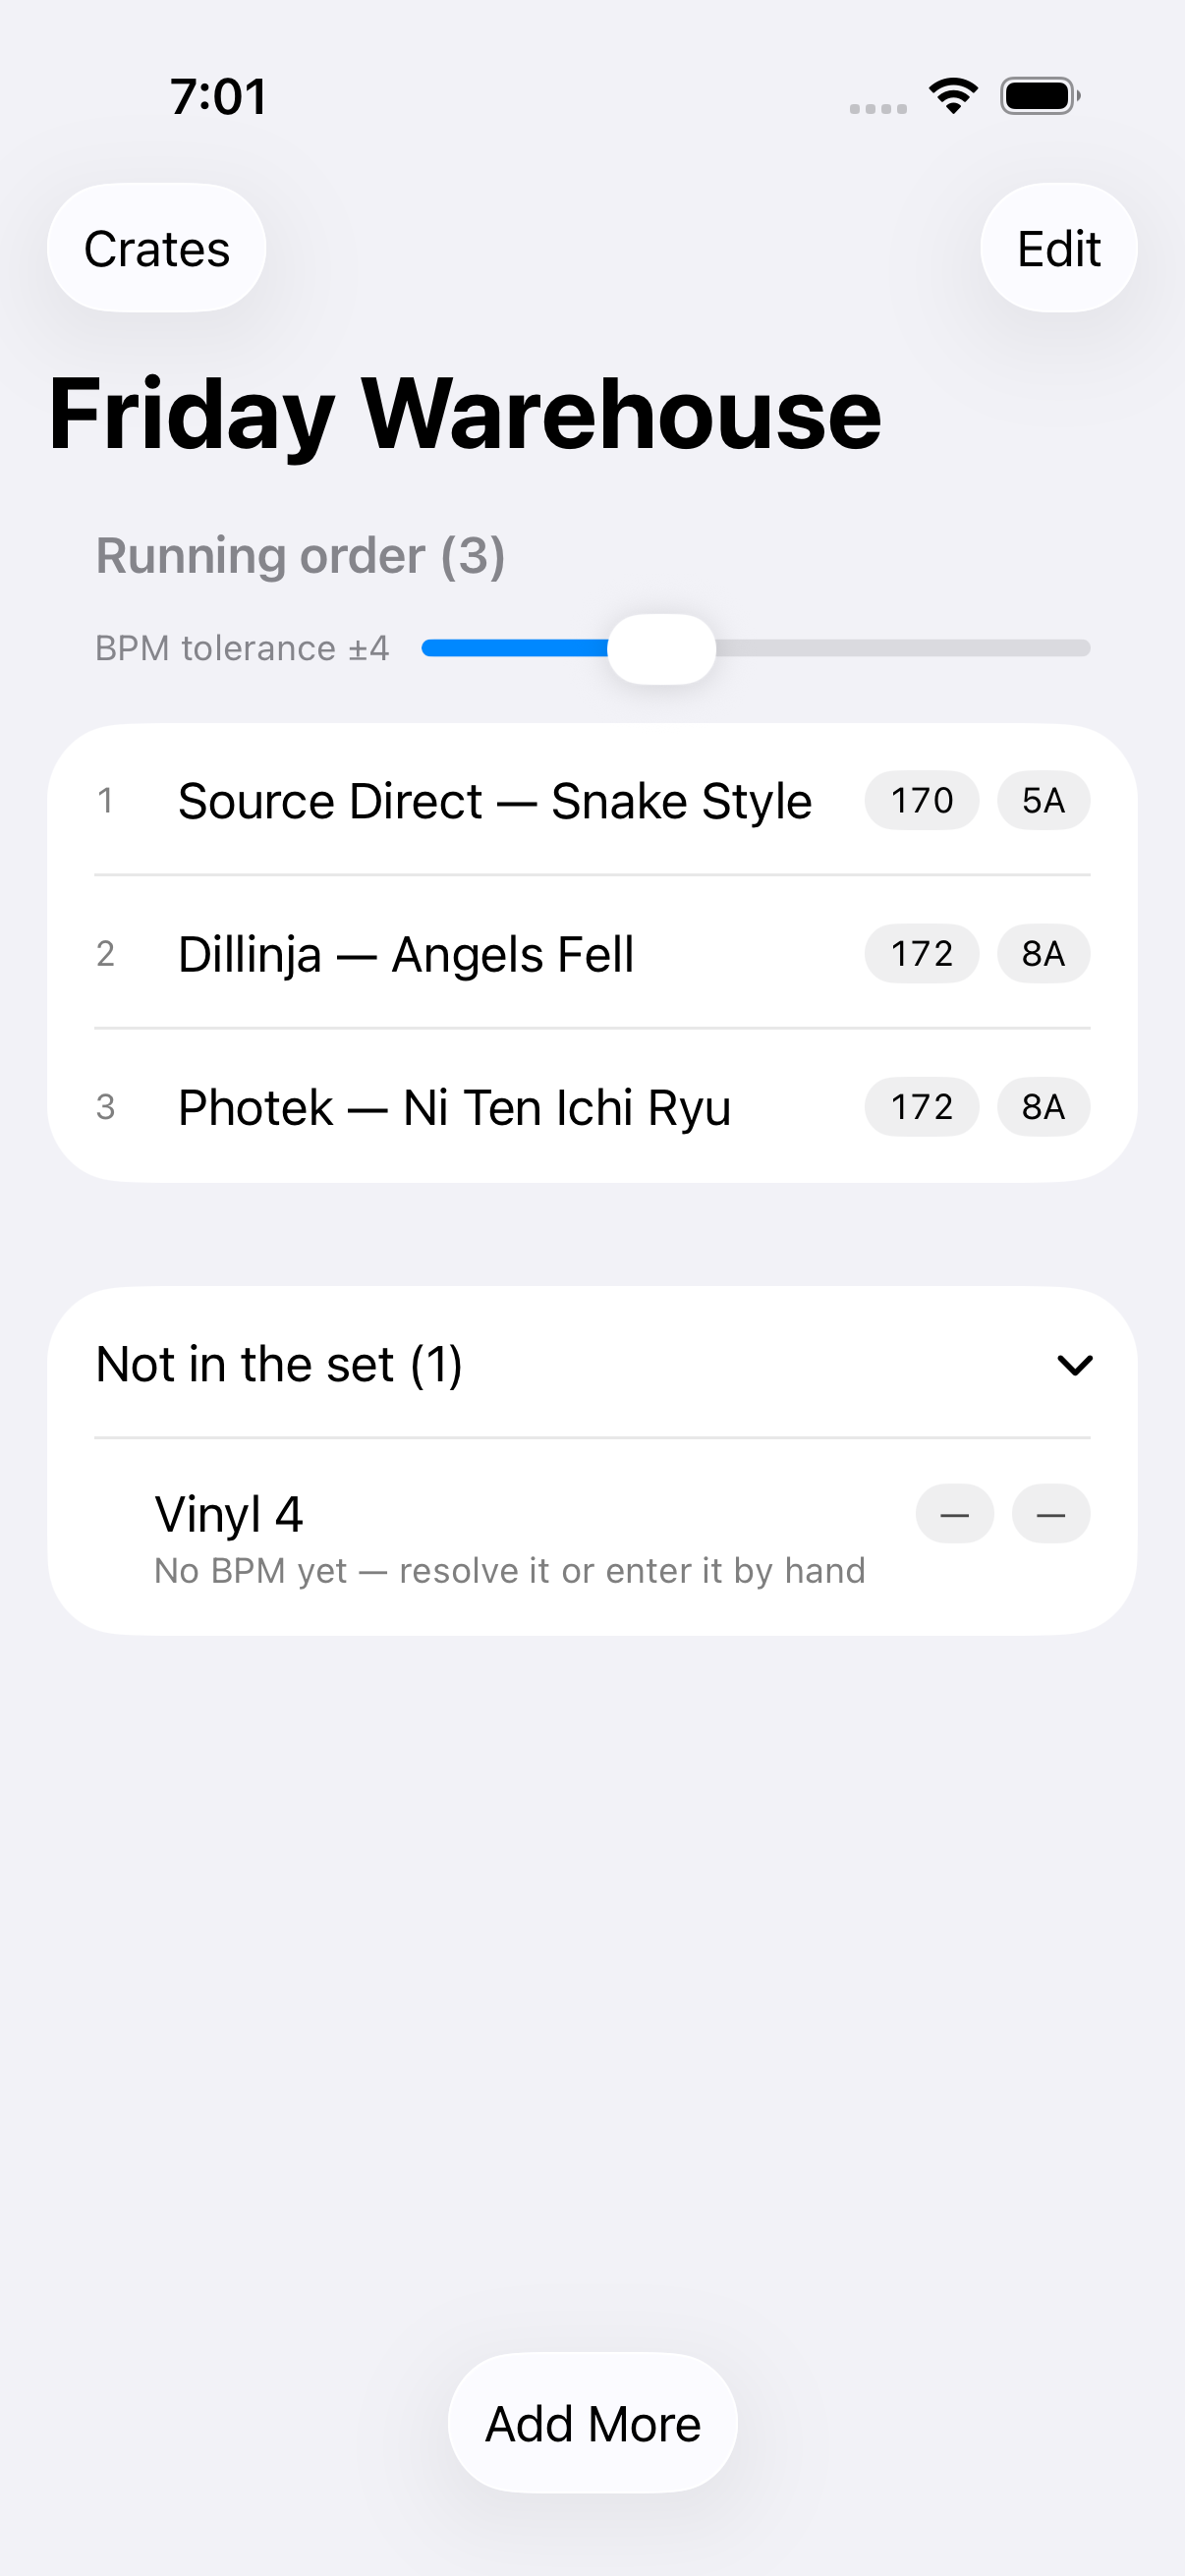 7:01
Crates
Edit
Friday Warehouse
Running order (3)
BPM tolerance ±4
1 Source Direct — Snake Style 170 5A
2 Dillinja — Angels Fell 172 8A
3 Photek — Ni Ten Ichi Ryu 172 8A
Not in the set (1)
Vinyl 4 — —
No BPM yet — resolve it or enter it by hand
Add More